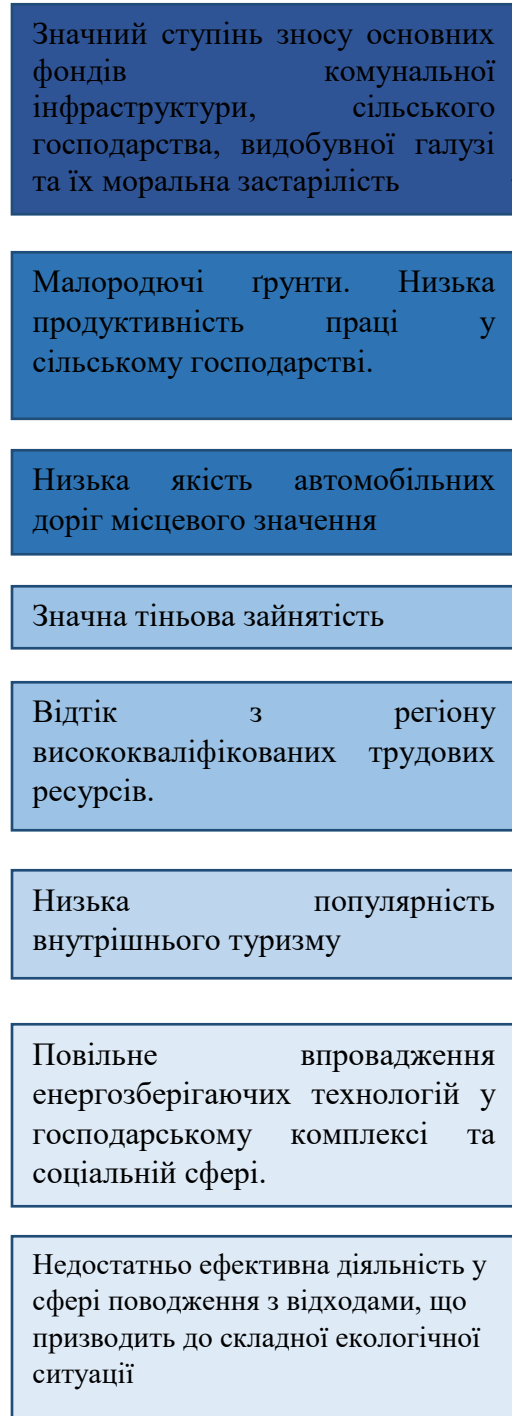 Значний ступінь зносу основних
фондів комунальної
інфраструктури, сільського
господарства, видобувної галузі
та їх моральна застарілість
Малородючі ґрунти. Низька
продуктивність праці у
сільському господарстві.
Низька якість автомобільних
доріг місцевого значення
Значна тіньова зайнятість
Відтік з регіону
висококваліфікованих трудових
ресурсів.
Низька популярність
внутрішнього туризму
Повільне впровадження
енергозберігаючих технологій у
господарському комплексі та
соціальній сфері.
Недостатньо ефективна діяльність у
сфері поводження з відходами, що
призводить до складної екологічної
ситуації